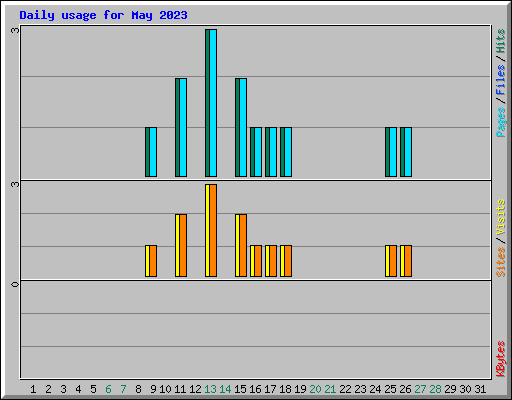 Daily usage for May 2023
3
3
0
Pages / Files / Hits
Sites / Visits
KBytes
1 2 3 4 5 6 7 8 9 10 11 12 13 14 15 16 17 18 19 20 21 22 23 24 25 26 27 28 29 30 31